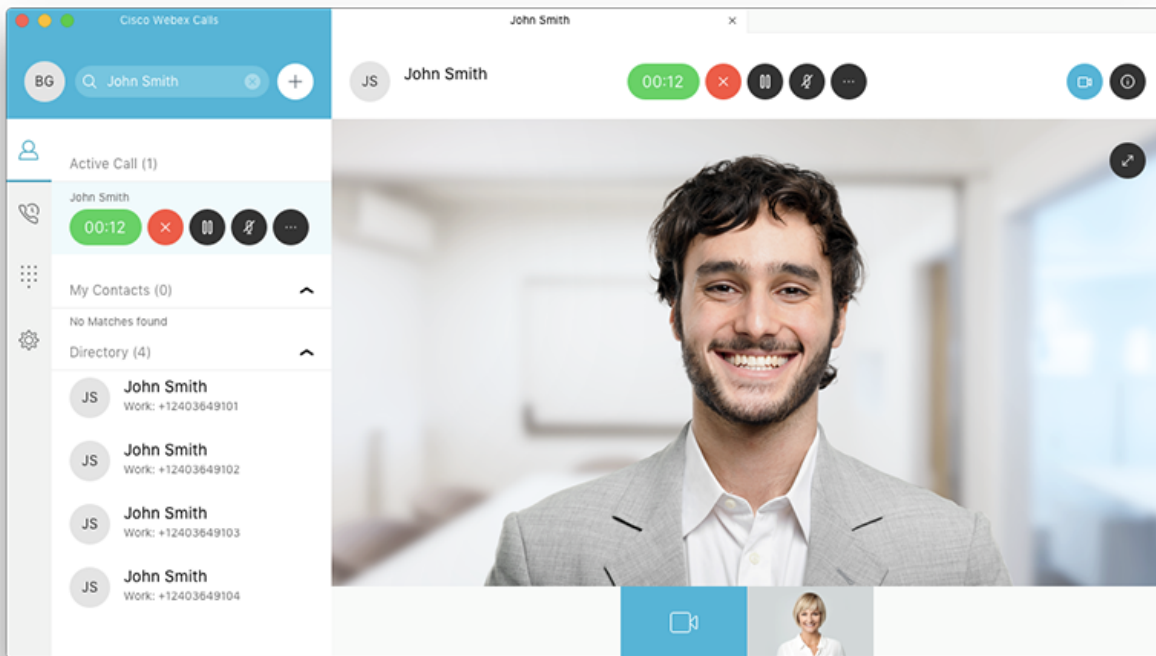 Cisco Webex Calls
John Smith
BG
John Smith
JS
John Smith
00:12
Active Call (1)
John Smith
00:12
My Contacts (0)
No Matches found
Directory (4)
JS
John Smith
Work: +12403649101
JS
John Smith
Work: +12403649102
JS
John Smith
Work: +12403649103
JS
John Smith
Work: +12403649104